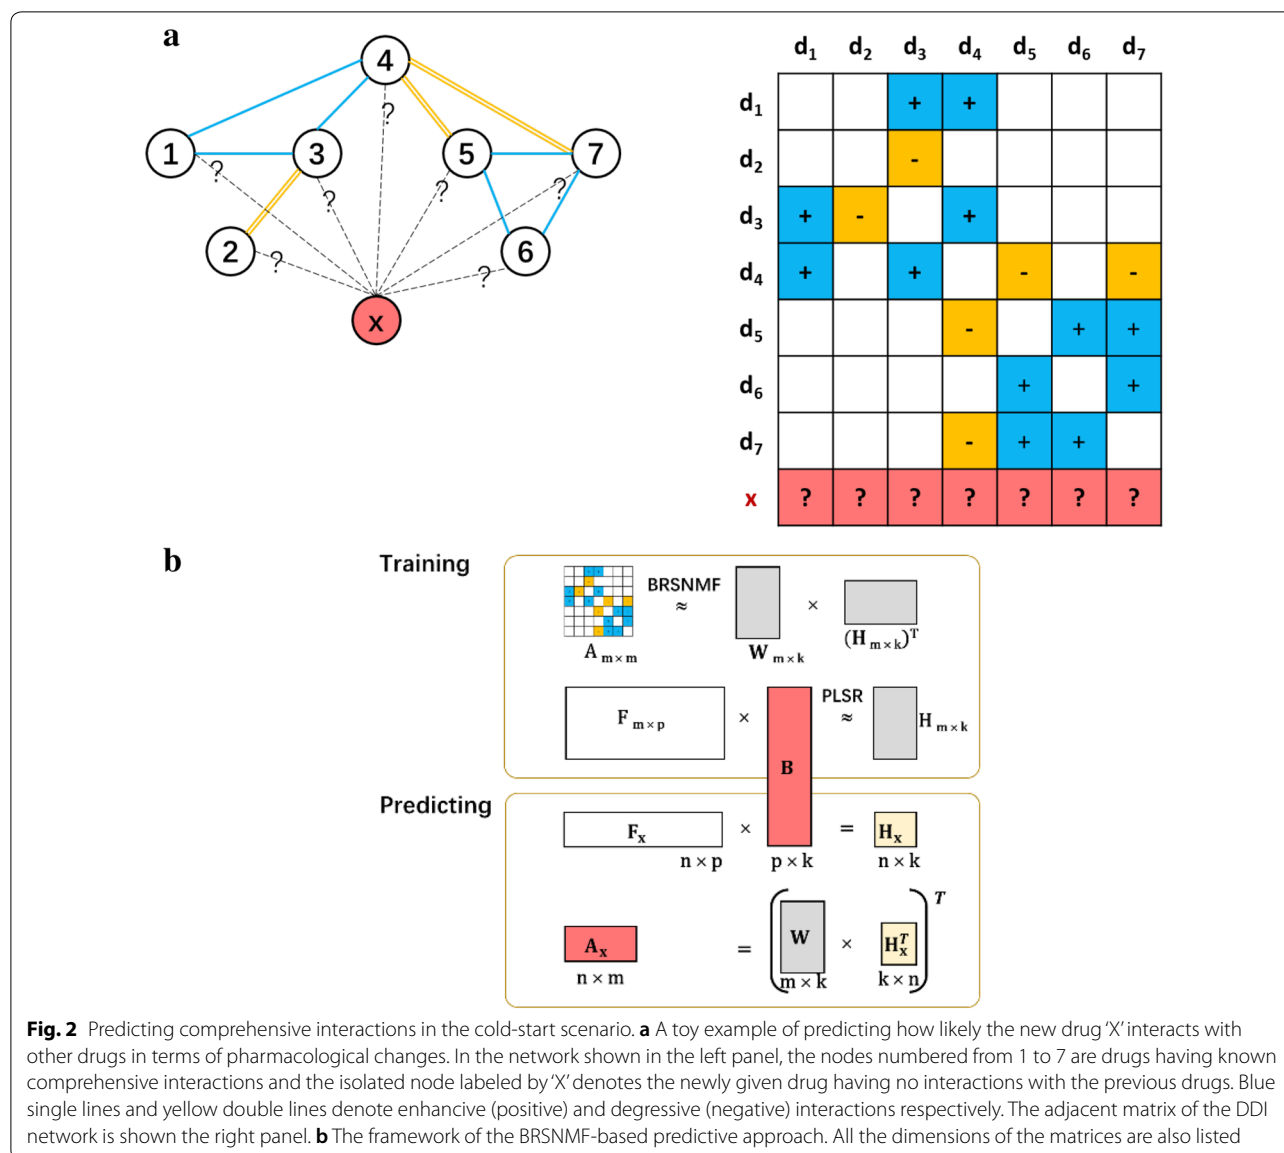 a
4
?
1
3
5
7
?
?
?
?
2
?
6
?
x
d1 d2 d3 d4 d5 d6 d7
d1 + +
d2 -
d3 + - +
d4 + + - -
d5 - + +
d6 + +
d7 - + +
x ? ? ? ? ? ? ?
b
Training
BRSNMF
≈
×
A m×m
W m×k
(H m×k)T
F m×p
×
B
PLSR
≈
H m×k
Predicting
Fx
×
=
Hx
n × p
p × k
n × k
Ax
=
W
×
HxT
T
n × m
m × k
k × n
Fig. 2 Predicting comprehensive interactions in the cold-start scenario. a A toy example of predicting how likely the new drug ‘X’ interacts with
other drugs in terms of pharmacological changes. In the network shown in the left panel, the nodes numbered from 1 to 7 are drugs having known
comprehensive interactions and the isolated node labeled by ‘X’ denotes the newly given drug having no interactions with the previous drugs. Blue
single lines and yellow double lines denote enhancive (positive) and degressive (negative) interactions respectively. The adjacent matrix of the DDI
network is shown the right panel. b The framework of the BRSNMF-based predictive approach. All the dimensions of the matrices are also listed